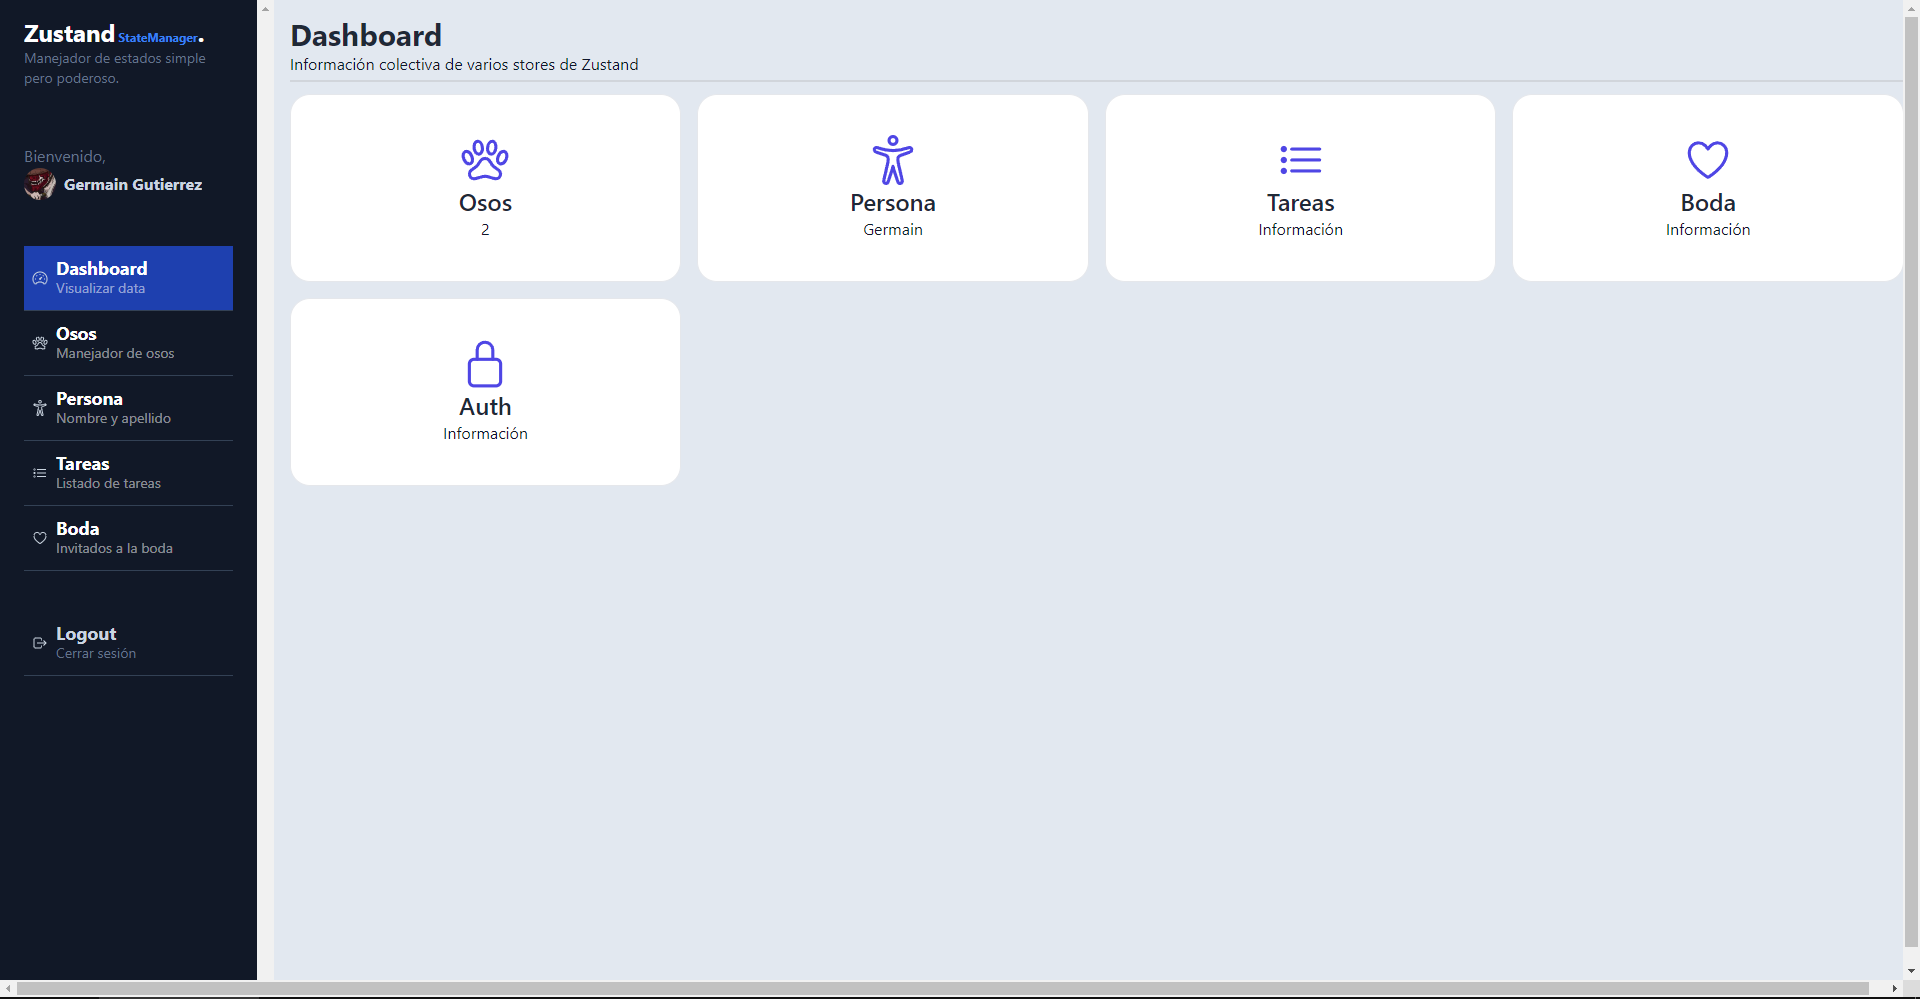 Zustand StateManager.
Manejador de estados simple
pero poderoso.
Bienvenido,
Germain Gutierrez
Dashboard
Visualizar data
Osos
Manejador de osos
Persona
Nombre y apellido
Tareas
Listado de tareas
Boda
Invitados a la boda
Logout
Cerrar sesión
Dashboard
Información colectiva de varios stores de Zustand
Osos
2
Persona
Germain
Tareas
Información
Boda
Información
Auth
Información